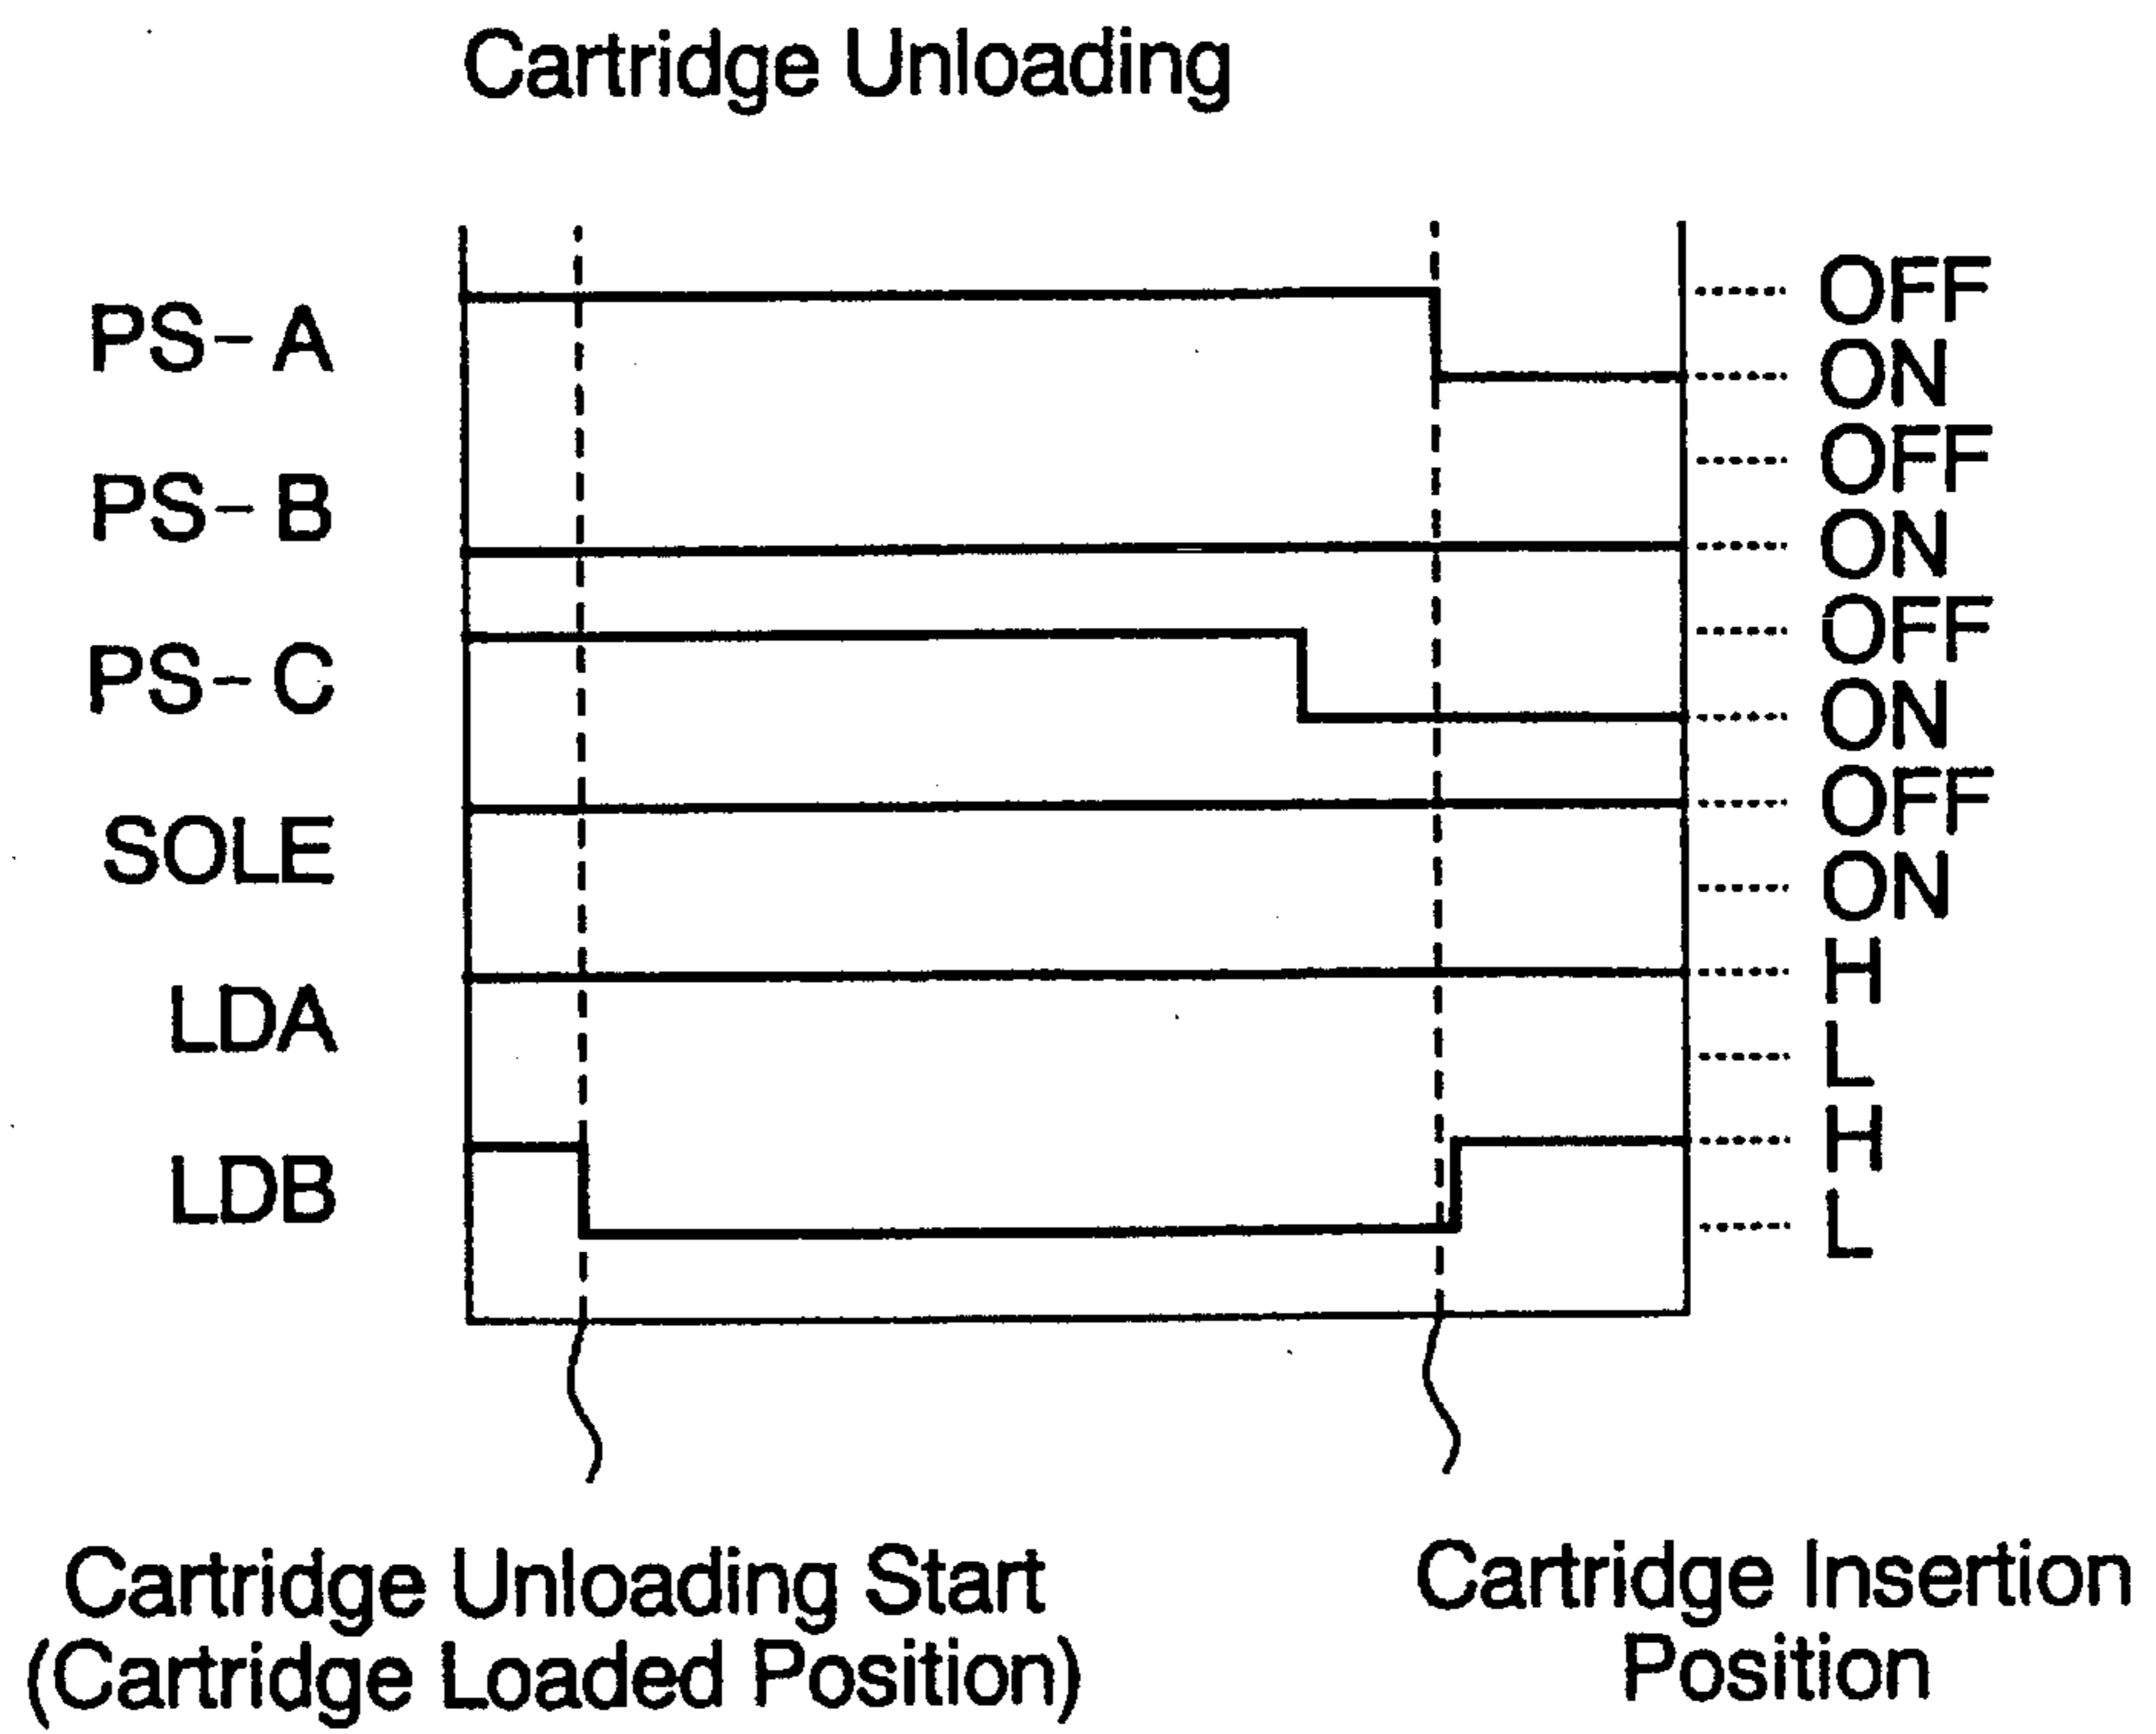 Cartridge Unloading
OFF
PS-A
ON
OFF
PS-B
ON
OFF
PS-C
ON
OFF
SOLE
ON
H
LDA
L
H
LDB
L
Cartridge Unloading Start
(Cartridge Loaded Position)
Cartridge Insertion
Position